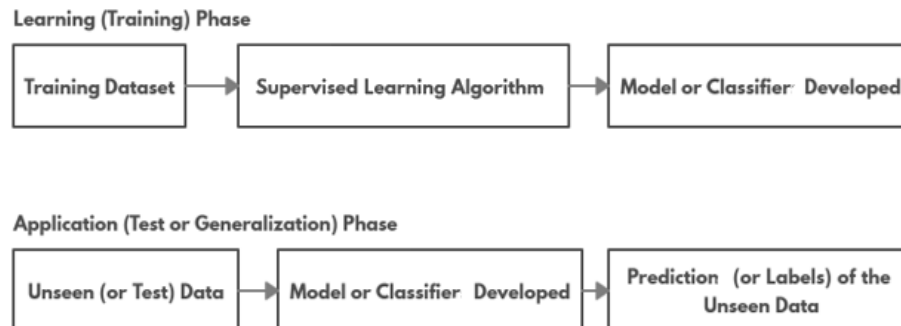 Learning (Training) Phase
Training Dataset
Supervised Learning Algorithm
Model or Classifier Developed
Application (Test or Generalization) Phase
Unseen (or Test) Data
Model or Classifier Developed
Prediction (or Labels) of the
Unseen Data